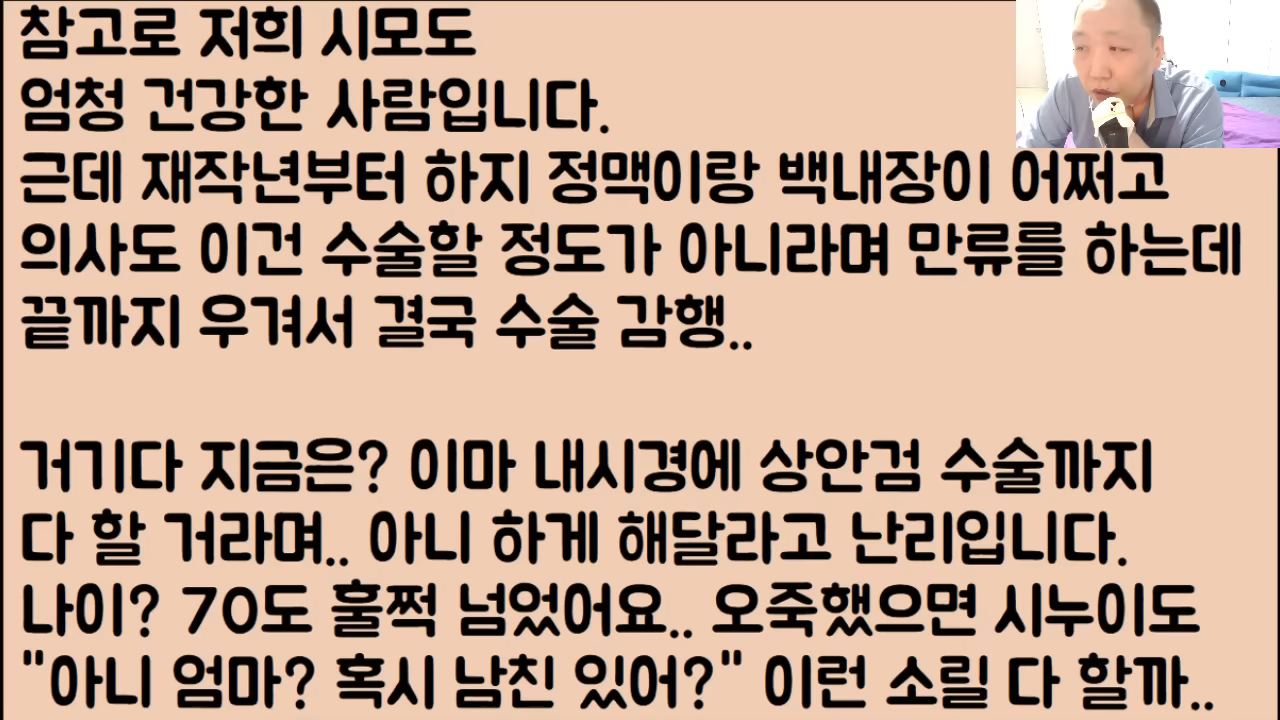 참고로 저희 시모도
엄청 건강한 사람입니다.
근데 재작년부터 하지 정맥이랑 백내장이 어쩌고
의사도 이건 수술할 정도가 아니라며 만류를 하는데
끝까지 우겨서 결국 수술 감행..
거기다 지금은? 이마 내시경에 상안검 수술까지
다 할 거라며.. 아니 하게 해달라고 난리입니다.
나이? 70도 훌쩍 넘었어요.. 오죽했으면 시누이도
"아니 엄마? 혹시 남친 있어?" 이런 소릴 다 할까..